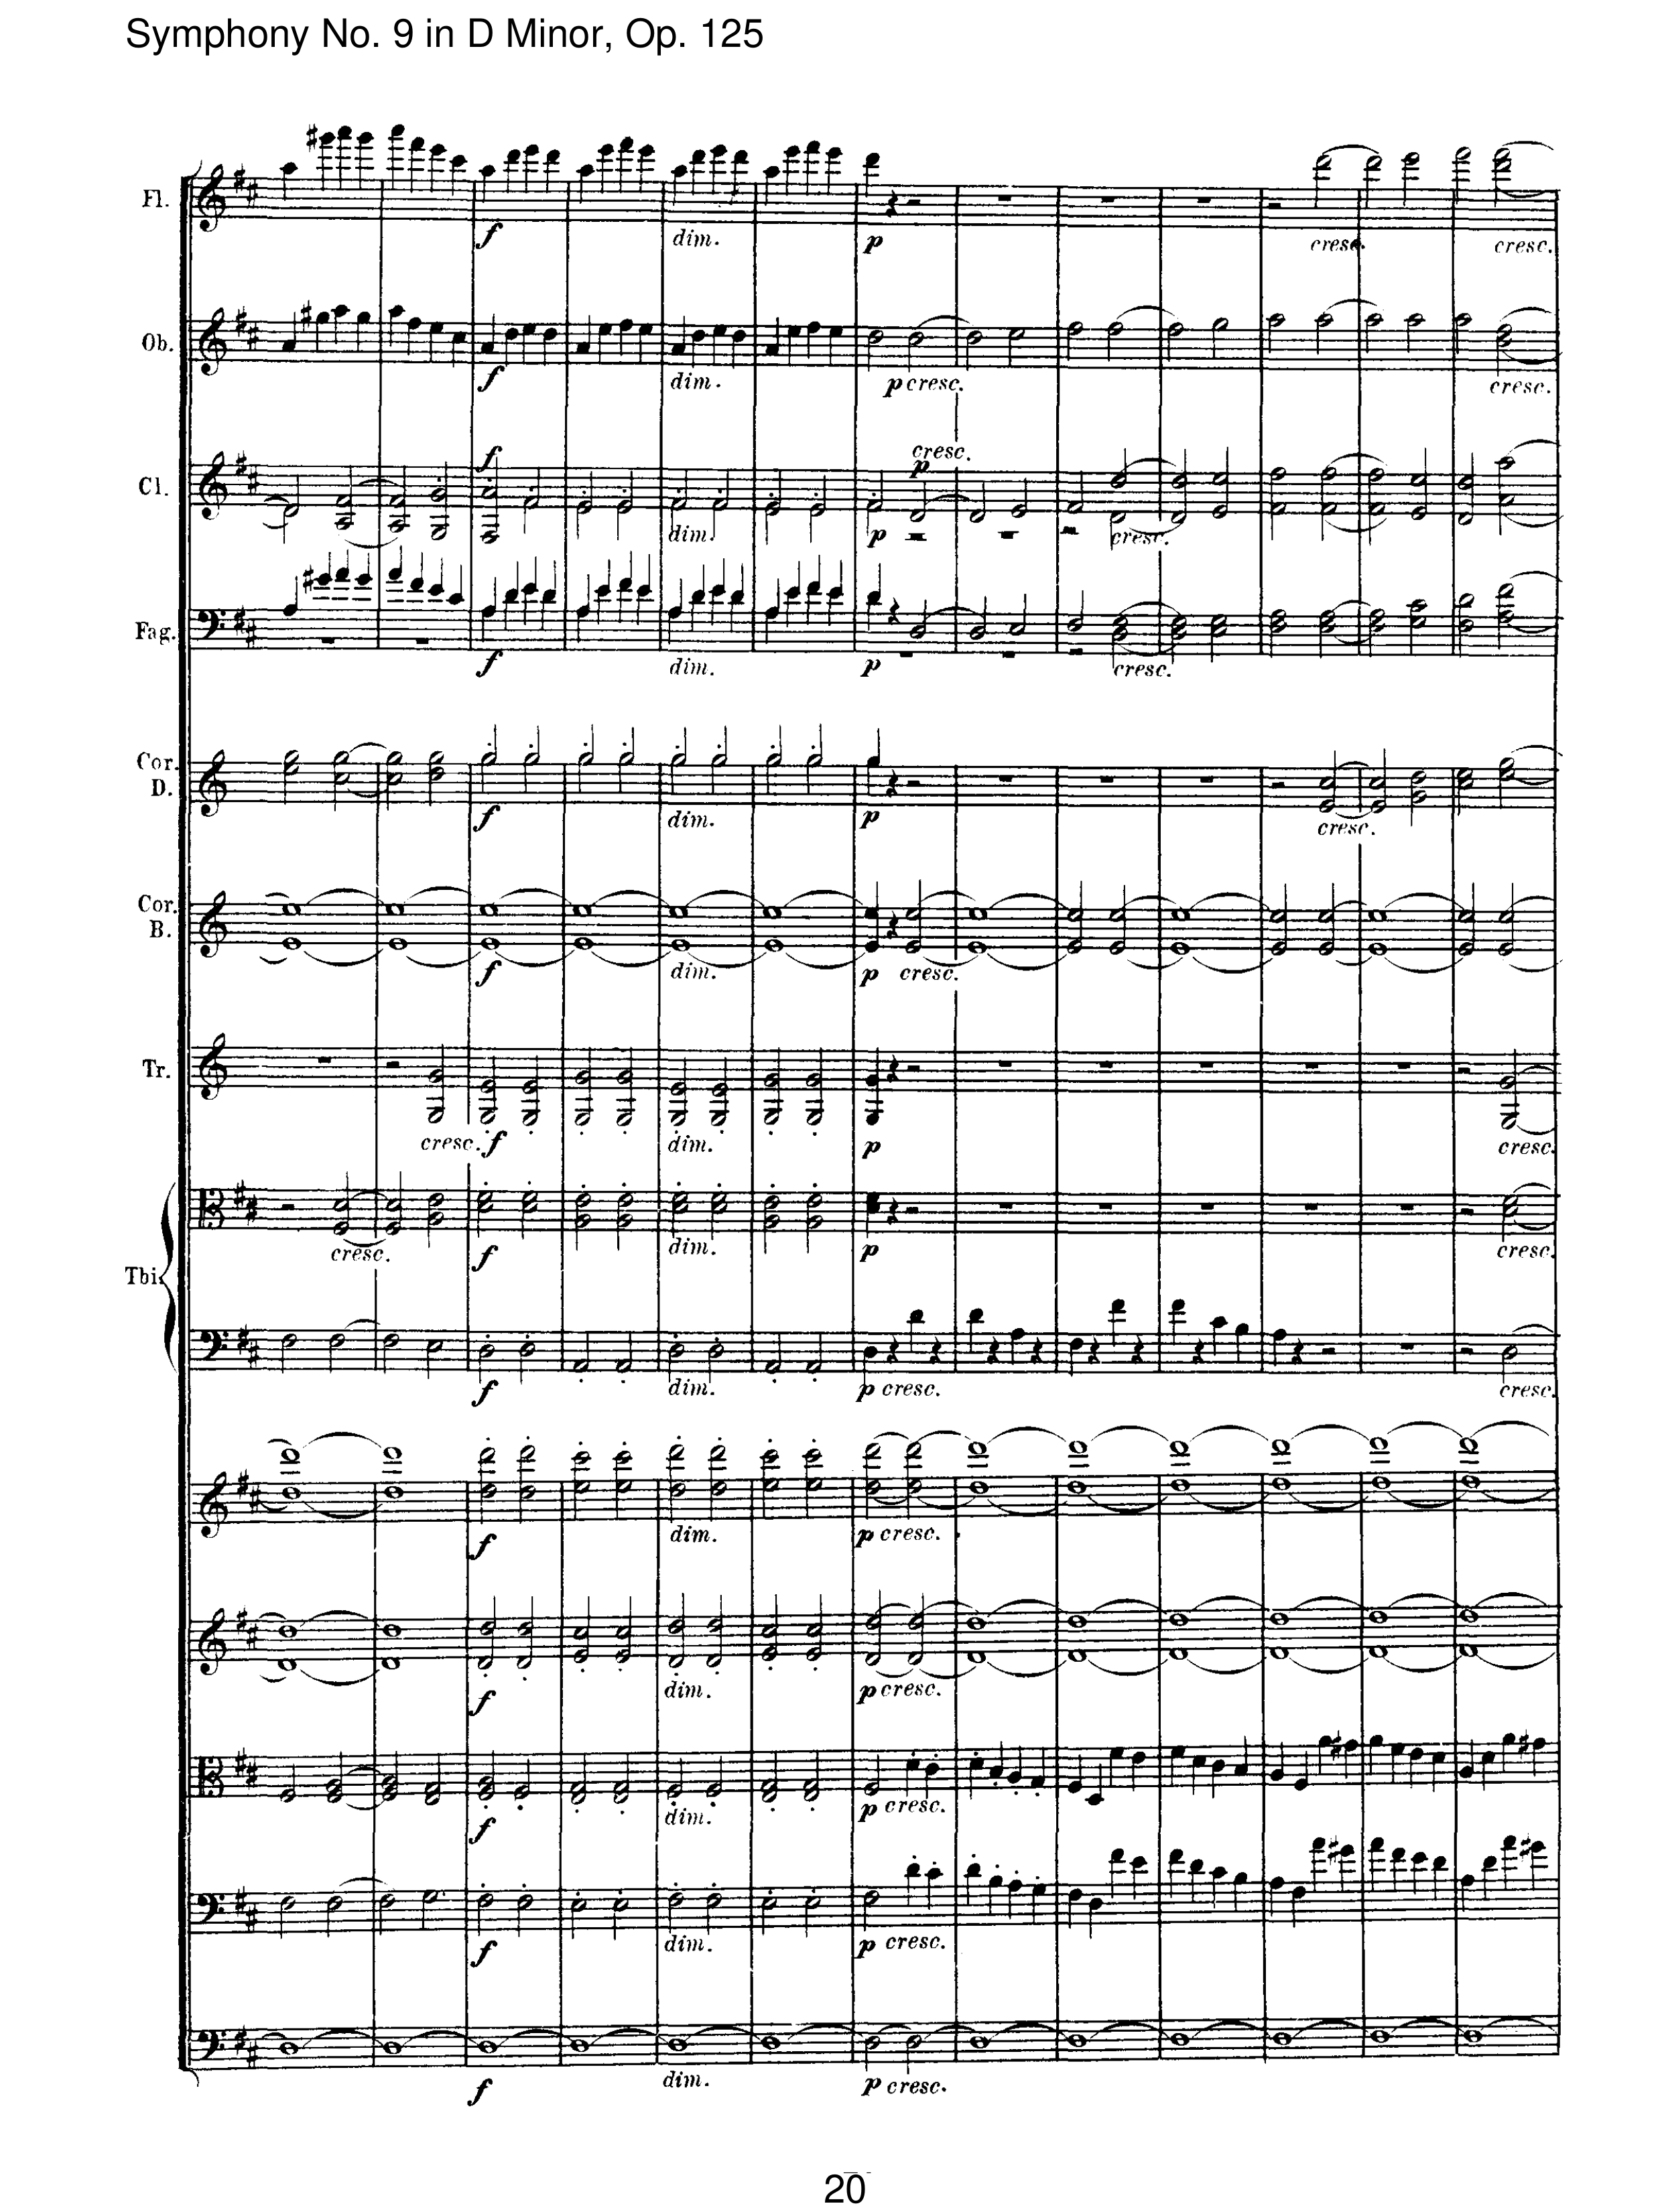 Symphony No. 9 in D Minor, Op. 125
Fl.
f dim. p cresc. cresc.
Ob.
f dim. p cresc. cresc.
Cl.
f cresc.
p
dim. p cresc.
Fag.
f dim. p cresc.
Cor. D.
f dim. p cresc.
Cor. B.
f dim. p cresc.
Tr.
cresc. f dim. p cresc.
Tbi.
cresc. f dim. p cresc.
f dim. p cresc. cresc.
f dim. p cresc.
f dim. p cresc.
f dim. p cresc.
f dim. p cresc.
f dim. p cresc.
20